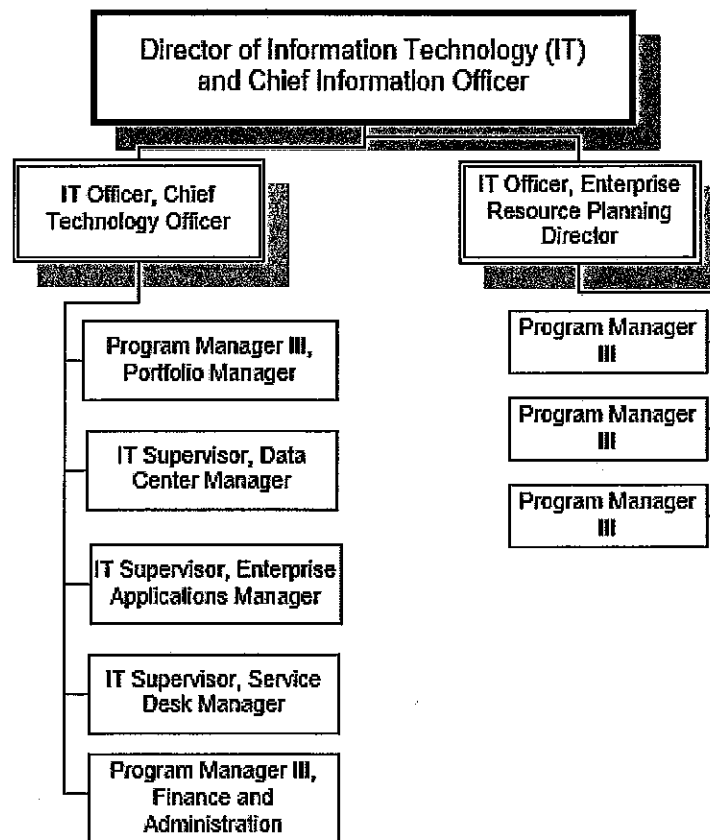 Director of Information Technology (IT)
and Chief Information Officer
IT Officer, Chief
Technology Officer
IT Officer, Enterprise
Resource Planning
Director
Program Manager III,
Portfolio Manager
IT Supervisor, Data
Center Manager
IT Supervisor, Enterprise
Applications Manager
IT Supervisor, Service
Desk Manager
Program Manager III,
Finance and
Administration
Program Manager
III
Program Manager
III
Program Manager
III